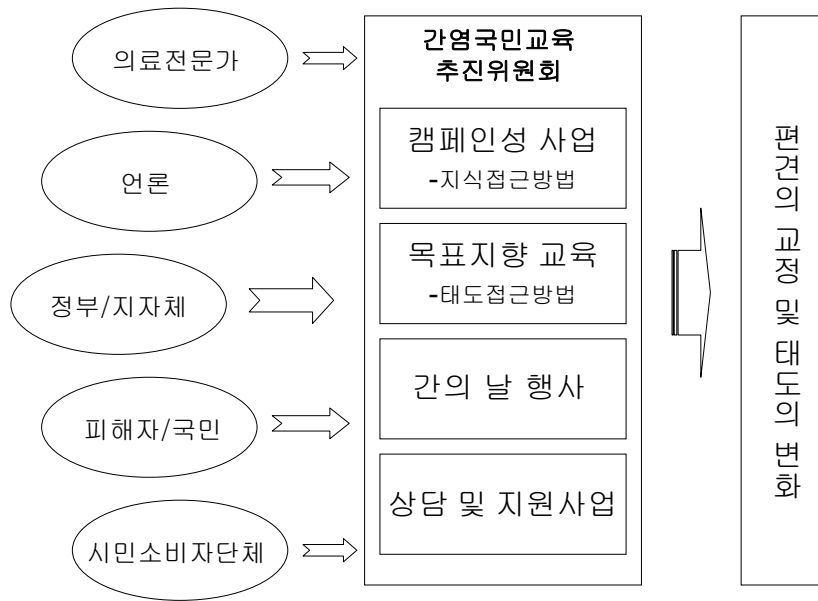 의료전문가
언론
정부/지자체
피해자/국민
시민소비자단체
간염국민교육
추진위원회
캠페인성 사업
-지식접근방법
목표지향 교육
-태도접근방법
간의 날 행사
상담 및 지원사업
편견의 교정 및 태도의 변화